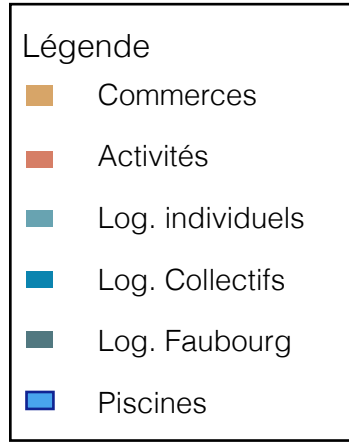 Légende
Commerces
Activités
Log. individuels
Log. Collectifs
Log. Faubourg
Piscines